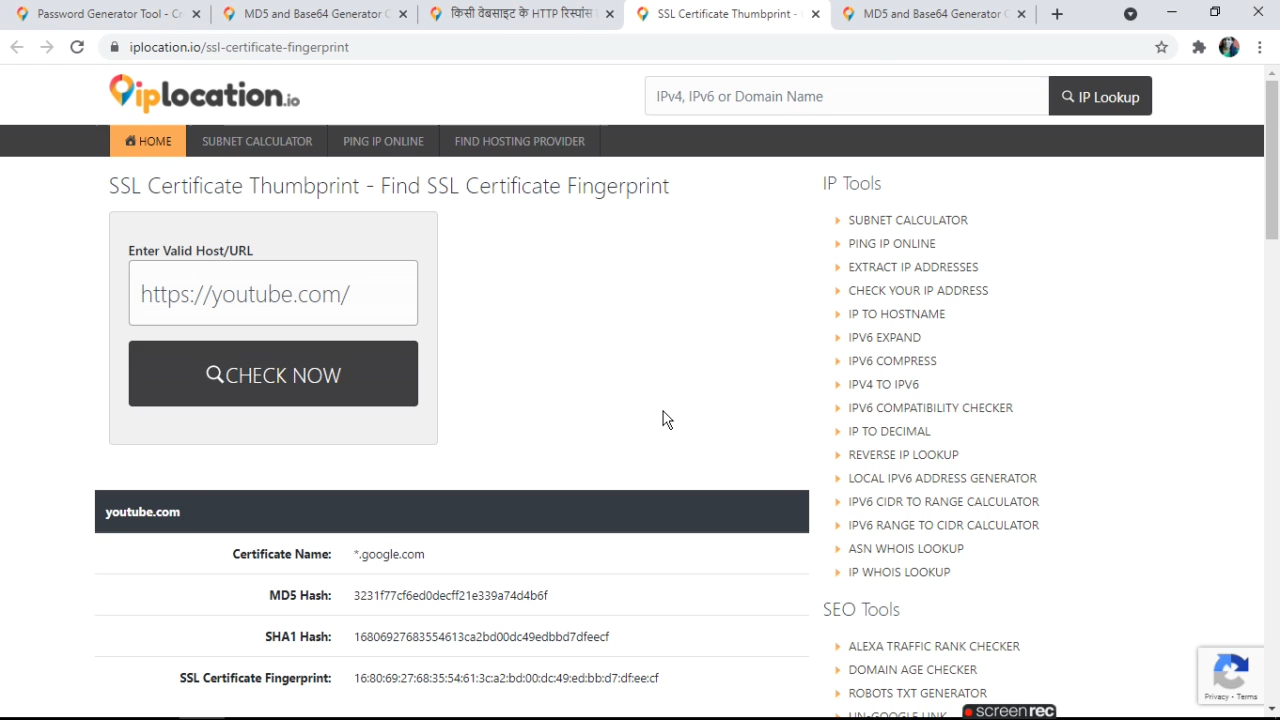 Password Generator Tool - Cr
MD5 and Base64 Generator C
किसी वेबसाइट के HTTP रिस्पांस
SSL Certificate Thumbprint -
MD5 and Base64 Generator C
iplocation.io/ssl-certificate-fingerprint
iplocation.io
IPv4, IPv6 or Domain Name
IP Lookup
HOME
SUBNET CALCULATOR
PING IP ONLINE
FIND HOSTING PROVIDER
SSL Certificate Thumbprint - Find SSL Certificate Fingerprint
Enter Valid Host/URL
https://youtube.com/
CHECK NOW
youtube.com
Certificate Name: *.google.com
MD5 Hash: 3231f77cf6ed0decff21e339a74d4b6f
SHA1 Hash: 16806927683554613ca2bd00dc49edbbd7dfeecf
SSL Certificate Fingerprint: 16:80:69:27:68:35:54:61:3c:a2:bd:00:dc:49:ed:bb:d7:df:ee:cf
IP Tools
SUBNET CALCULATOR
PING IP ONLINE
EXTRACT IP ADDRESSES
CHECK YOUR IP ADDRESS
IP TO HOSTNAME
IPV6 EXPAND
IPV6 COMPRESS
IPV4 TO IPV6
IPV6 COMPATIBILITY CHECKER
IP TO DECIMAL
REVERSE IP LOOKUP
LOCAL IPV6 ADDRESS GENERATOR
IPV6 CIDR TO RANGE CALCULATOR
IPV6 RANGE TO CIDR CALCULATOR
ASN WHOIS LOOKUP
IP WHOIS LOOKUP
SEO Tools
ALEXA TRAFFIC RANK CHECKER
DOMAIN AGE CHECKER
ROBOTS TXT GENERATOR
UN-GOOGLE LINK
Privacy - Terms
screenrec